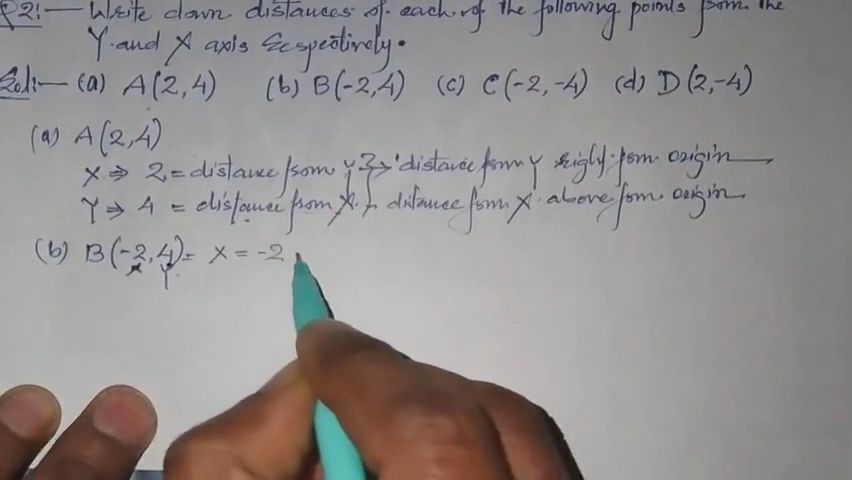 Q2:— Write down distances of each of the following points from the
Y and X axis Respectively.
Sol:— (a) A(2,4) (b) B(-2,4) (c) C(-2,-4) (d) D(2,-4)
(a) A(2,4)
X ⇒ 2 = distance from y distance from Y from origin
Y ⇒ 4 = distance from X distance from X above from origin
(b) B(-2,4) = X = -2
X Y